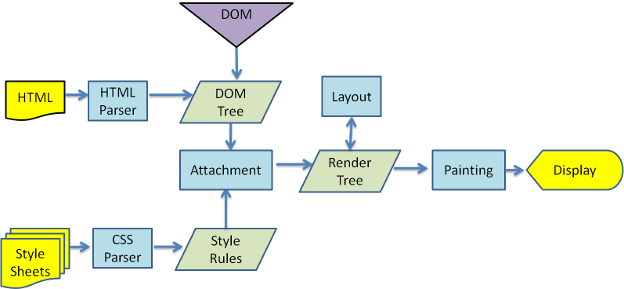 DOM
HTML
HTML
Parser
DOM
Tree
Layout
Attachment
Render
Tree
Painting
Display
Style
Sheets
CSS
Parser
Style
Rules